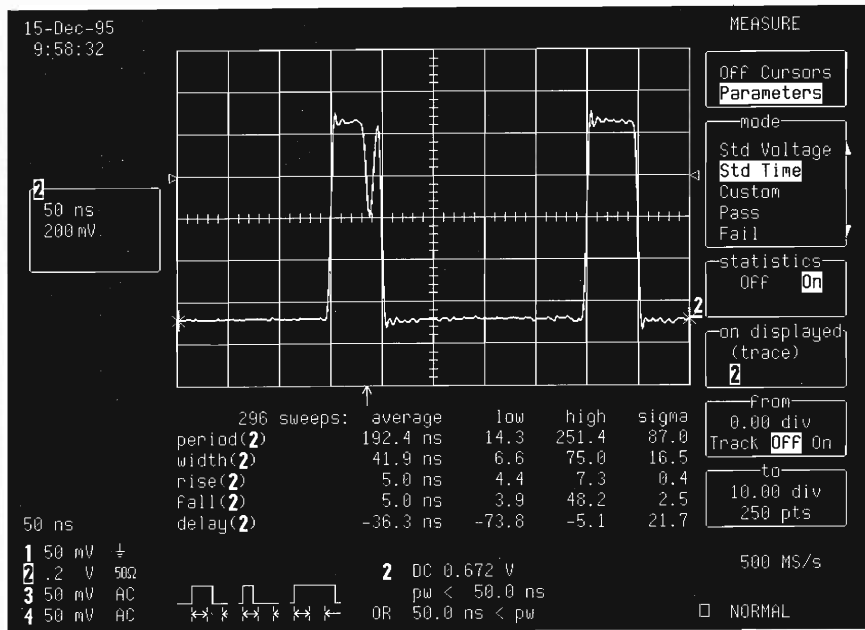 15-Dec-95
9:58:32
MEASURE
Off Cursors
Parameters
mode
Std Voltage
Std Time
Custom
Pass
Fail
2
50 ns
200 mV
statistics
Off On
2
on displayed
(trace)
2
from
0.00 div
Track Off On
to
10.00 div
250 pts
296 sweeps: average low high sigma
period(2) 192.4 ns 14.3 251.4 87.0
width(2) 41.9 ns 6.6 75.0 16.5
rise(2) 5.0 ns 4.4 7.3 0.4
fall(2) 5.0 ns 3.9 48.2 2.5
delay(2) -36.3 ns -73.8 -5.1 21.7
50 ns
1 50 mV
2 .2 V 50Ω
3 50 mV AC
4 50 mV AC
2 DC 0.672 V
pw < 50.0 ns
OR 50.0 ns < pw
500 MS/s
NORMAL